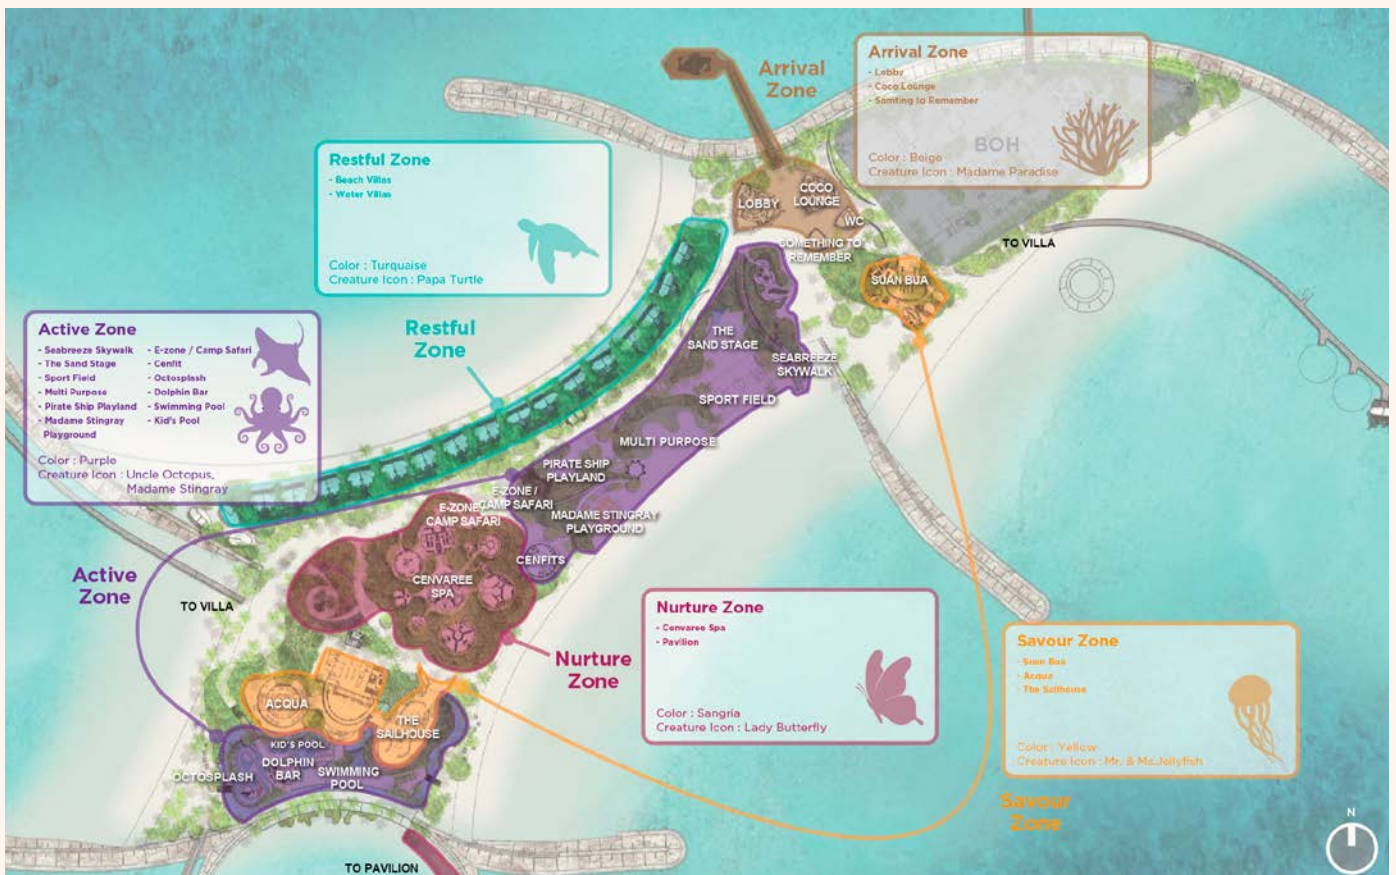 Arrival
Zone
Arrival Zone
- Lobby
- Coco Lounge
- Samting to Remember
Color : Beige
Creature Icon : Madame Paradise
BOH
Restful Zone
- Beach Villas
- Water Villas
Color : Turquaise
Creature Icon : Papa Turtle
LOBBY
COCO
LOUNGE
WC
COMETHING TO
REMEMBER
TO VILLA
SUAN BUA
Active Zone
- Seabreeze Skywalk
- The Sand Stage
- Sport Field
- Multi Purpose
- Pirate Ship Playland
- Madame Stingray
Playground
- E-zone / Camp Safari
- Cenfit
- Octosplash
- Dolphin Bar
- Swimming Pool
- Kid's Pool
Color : Purple
Creature Icon : Uncle Octopus,
Madame Stingray
Restful
Zone
THE
SAND STAGE
SEABREEZE
SKYWALK
SPORT FIELD
MULTI PURPOSE
PIRATE SHIP
PLAYLAND
E-ZONE /
CAMP SAFARI
E-ZONE
CAMP SAFARI
MADAME STINGRAY
PLAYGROUND
CENFITS
CENVAREE
SPA
Active
Zone
TO VILLA
Nurture
Zone
Nurture Zone
- Cenvaree Spa
- Pavilion
Color : Sangria
Creature Icon : Lady Butterfly
Savour Zone
- Suan Bua
- Acqua
- The Sailhouse
Color : Yellow
Creature Icon : Mr. & Ms.Jellyfish
Savour
Zone
ACQUA
THE
SAILHOUSE
KID'S POOL
DOLPHIN
BAR
OCTOSPLASH
SWIMMING
POOL
TO PAVILION
N